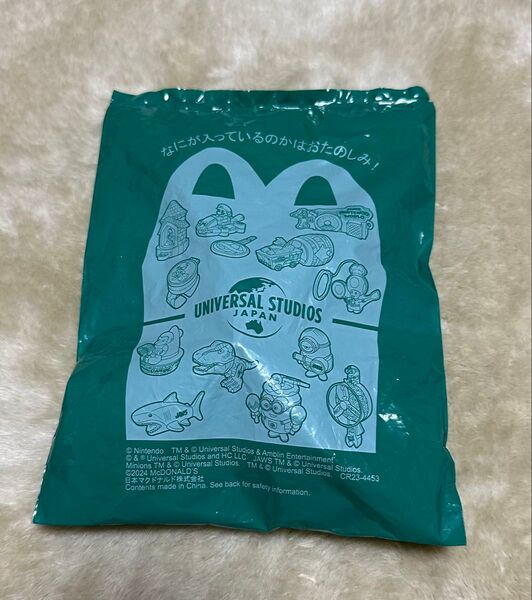 なにが入っているのかはおたのしみ!
UNIVERSAL STUDIOS
JAPAN
JAWS
© Nintendo TM & © Universal Studios & Amblin Entertainment
© & ® Universal Studios and HC LLC JAWS TM & © Universal Studios.
Minions TM & © Universal Studios. TM & © Universal Studios. CR23-4453
©2024 McDONALD'S
日本マクドナルド株式会社
Contents made in China. See back for safety information.